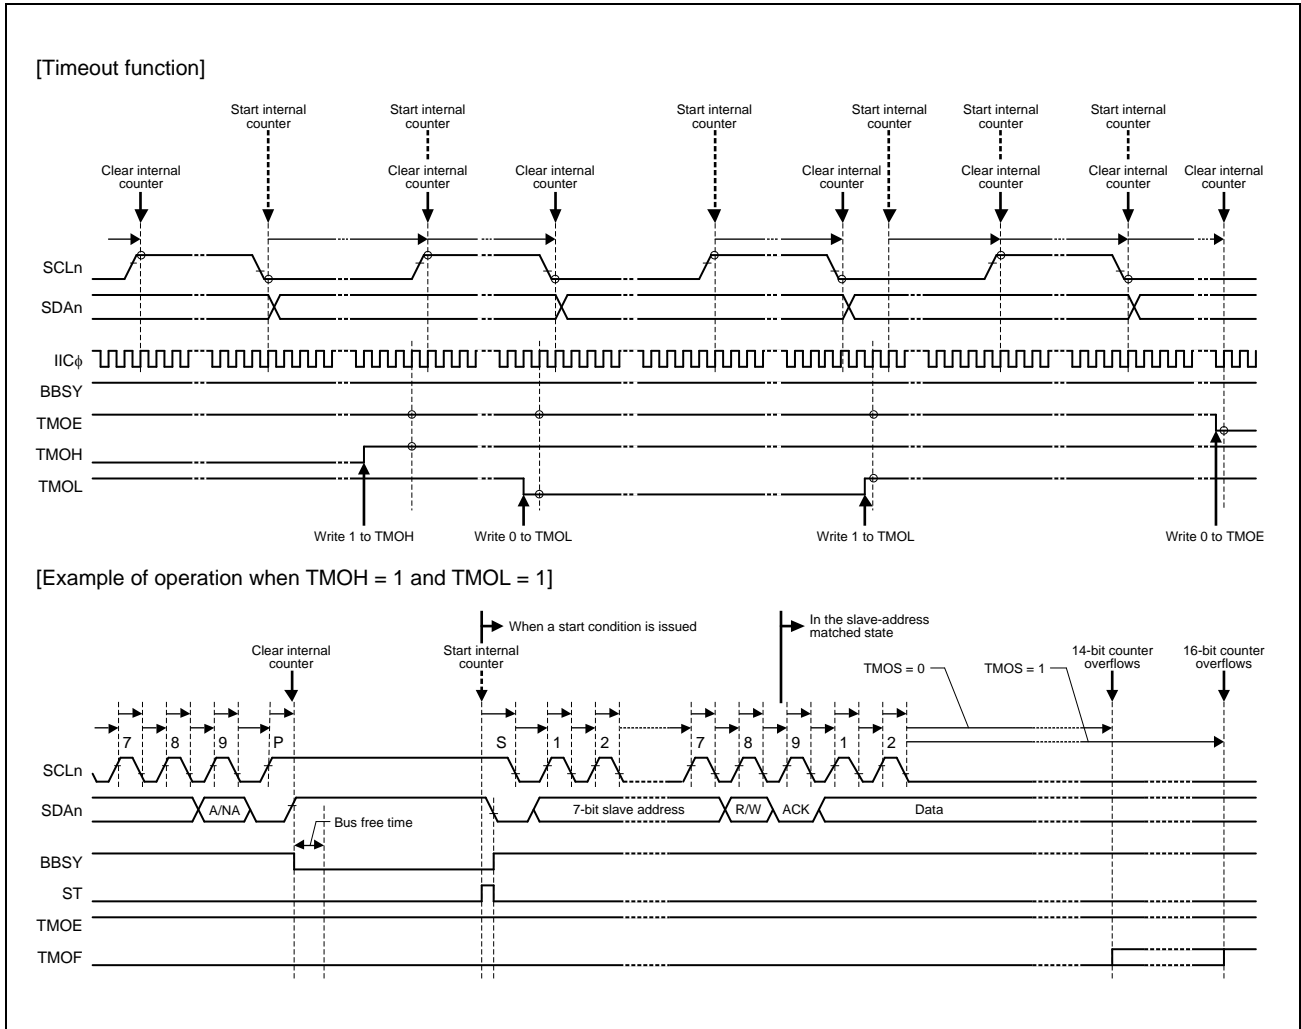 [Timeout function]
Start internal
counter
Start internal
counter
Start internal
counter
Start internal
counter
Start internal
counter
Start internal
counter
Clear internal
counter
Clear internal
counter
Clear internal
counter
Clear internal
counter
Clear internal
counter
Clear internal
counter
Clear internal
counter
SCLn
SDAn
IICϕ
BBSY
TMOE
TMOH
TMOL
Write 1 to TMOH
Write 0 to TMOL
Write 1 to TMOL
Write 0 to TMOE
[Example of operation when TMOH = 1 and TMOL = 1]
When a start condition is issued
In the slave-address
matched state
Clear internal
counter
Start internal
counter
TMOS = 0
TMOS = 1
14-bit counter
overflows
16-bit counter
overflows
7 8 9 P S 1 2 7 8 9 1 2
SCLn
SDAn A/NA 7-bit slave address R/W ACK Data
Bus free time
BBSY
ST
TMOE
TMOF